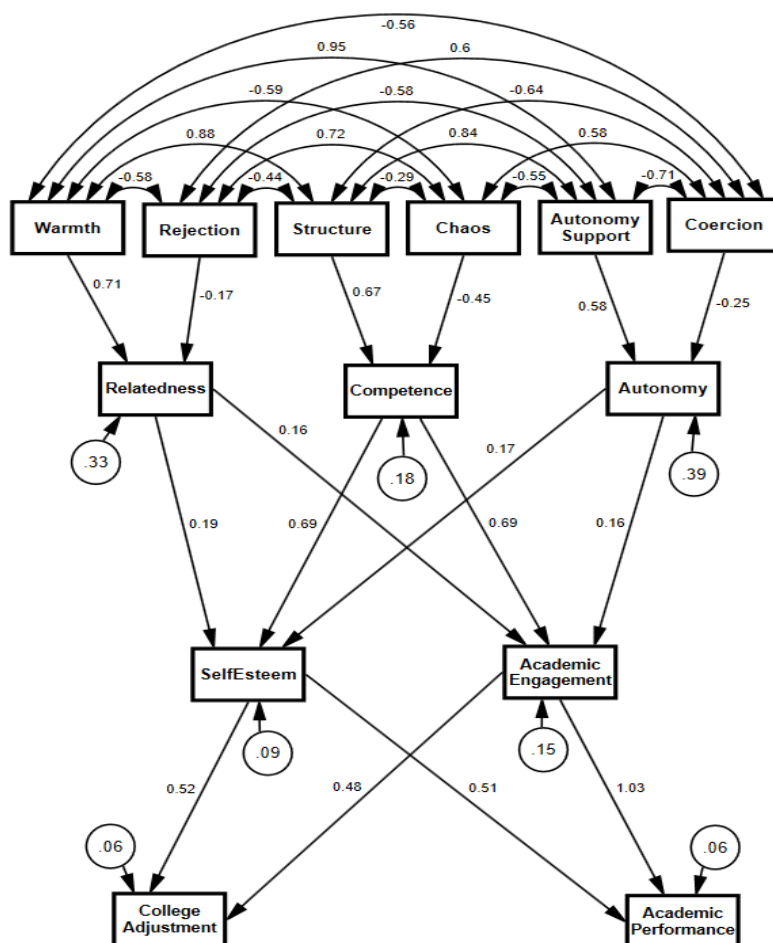 -0.56
0.95
0.6
-0.59
-0.58
-0.64
0.88
0.72
0.84
0.58
-0.58
-0.44
-0.29
-0.55
-0.71
Warmth
Rejection
Structure
Chaos
Autonomy
Support
Coercion
0.71
-0.17
0.67
-0.45
0.58
-0.25
Relatedness
Competence
Autonomy
.33
0.16
.18
0.17
.39
0.19
0.69
0.69
0.16
SelfEsteem
Academic
Engagement
.09
.15
0.52
0.48
0.51
1.03
.06
.06
College
Adjustment
Academic
Performance